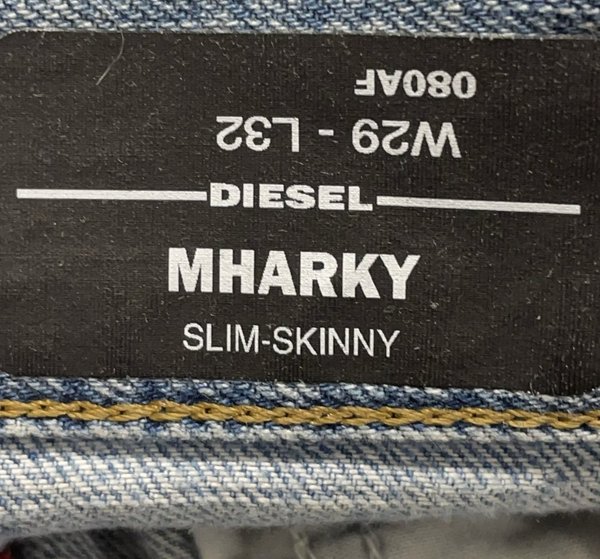 080AF
W29 - L32
DIESEL
MHARKY
SLIM-SKINNY